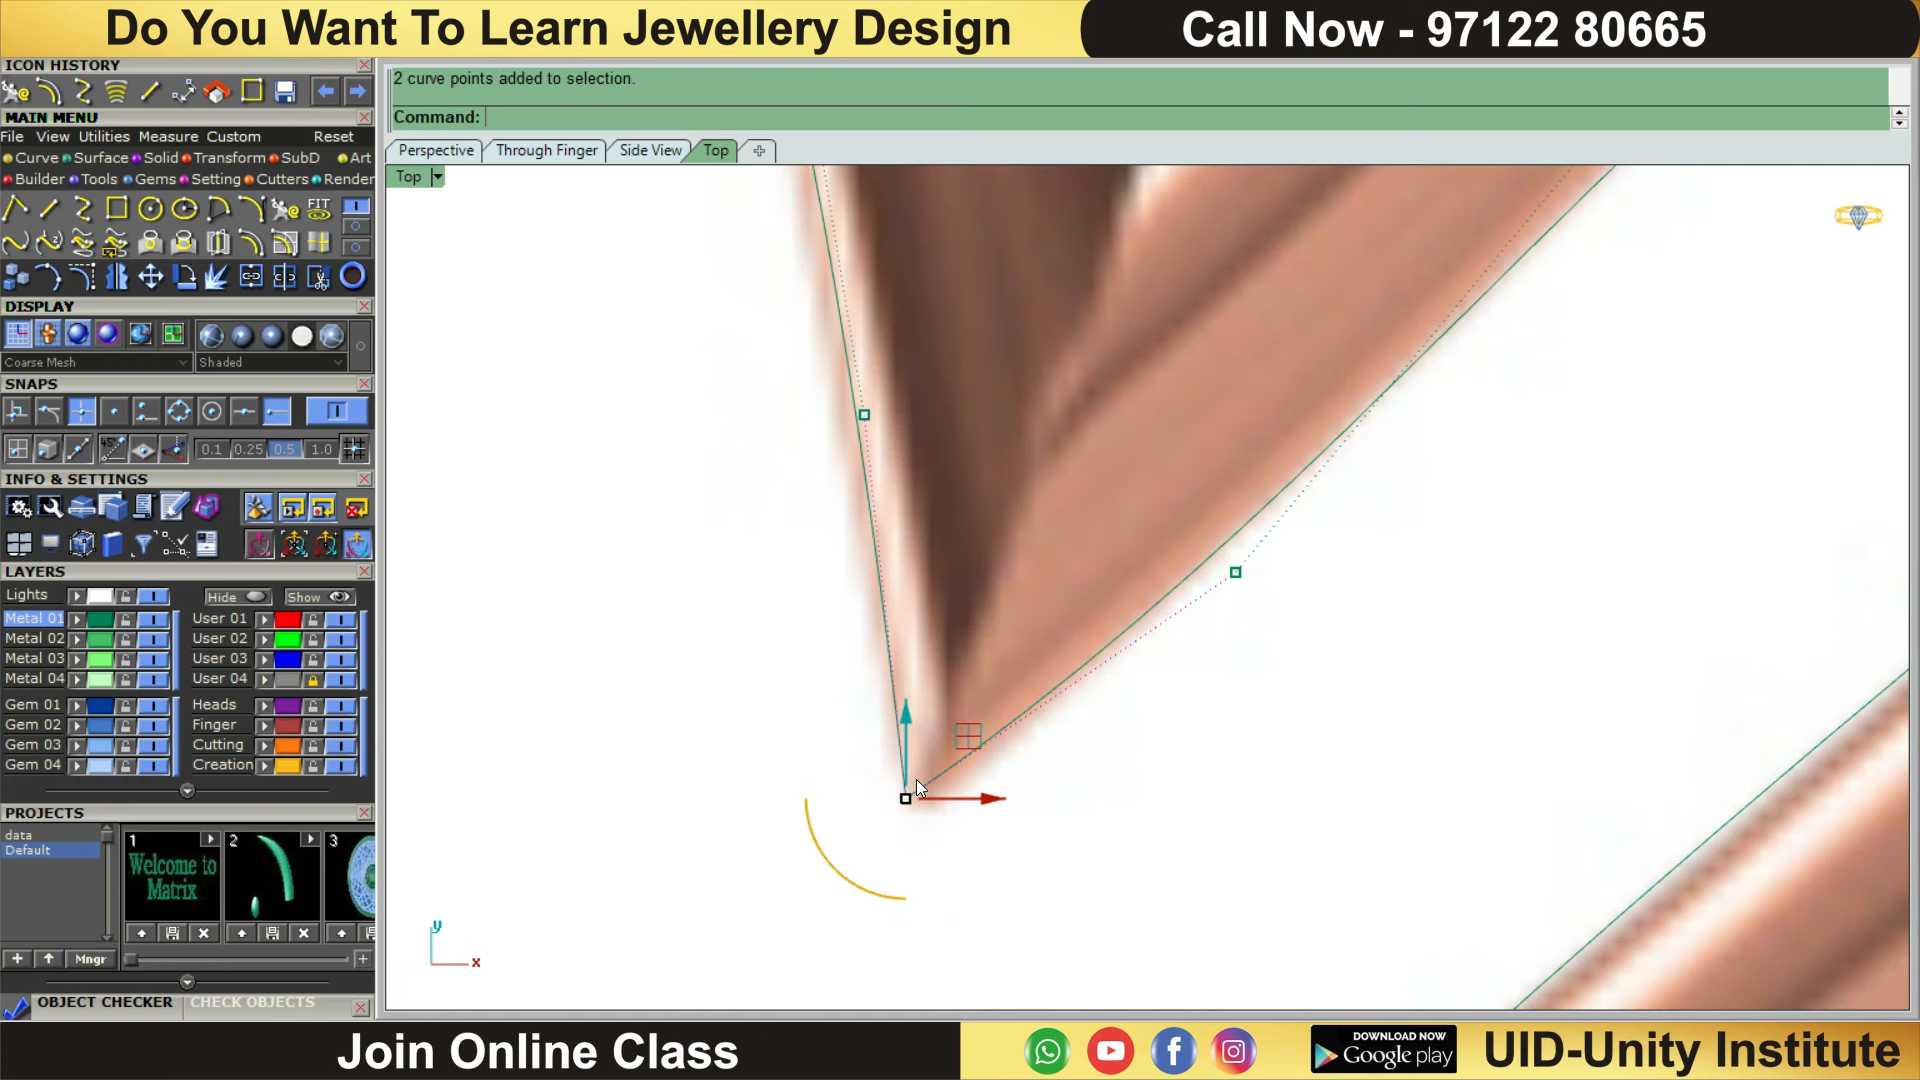 Do You Want To Learn Jewellery Design
Call Now - 97122 80665
ICON HISTORY
MAIN MENU
File View Utilities Measure Custom Reset
Curve Surface Solid Transform SubD Art
Builder Tools Gems Setting Cutters Render
FIT
DISPLAY
Coarse Mesh
Shaded
SNAPS
45°
0.1 0.25 0.5 1.0
INFO & SETTINGS
LAYERS
Lights
Hide
Show
Metal 01
User 01
Metal 02
User 02
Metal 03
User 03
Metal 04
User 04
Gem 01
Heads
Gem 02
Finger
Gem 03
Cutting
Gem 04
Creation
PROJECTS
data
Default
1
Welcome to
Matrix
2
3
Mngr
OBJECT CHECKER
CHECK OBJECTS
2 curve points added to selection.
Command:
Perspective
Through Finger
Side View
Top
Top
y
x
Join Online Class
DOWNLOAD NOW
Google play
UID-Unity Institute